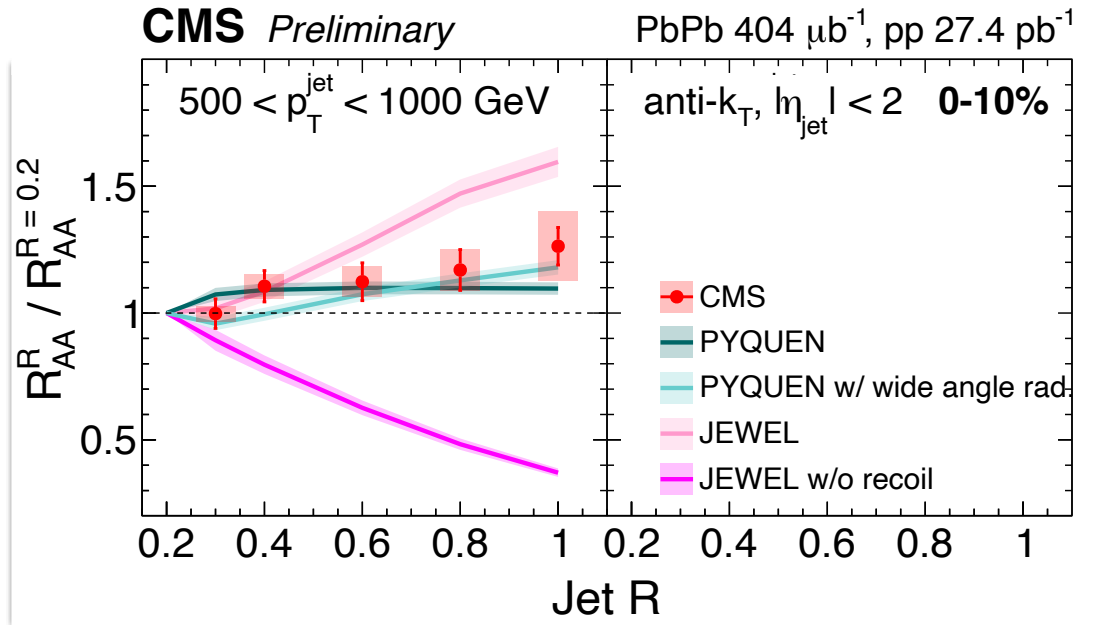 CMS Preliminary
PbPb 404 μb⁻¹, pp 27.4 pb⁻¹
500 < p_T^jet < 1000 GeV
anti-k_T, |η_jet| < 2 0-10%
R_AA^R / R_AA^R = 0.2
1.5
1
0.5
CMS
PYQUEN
PYQUEN w/ wide angle rad.
JEWEL
JEWEL w/o recoil
0.2 0.4 0.6 0.8 1 0.2 0.4 0.6 0.8 1
Jet R